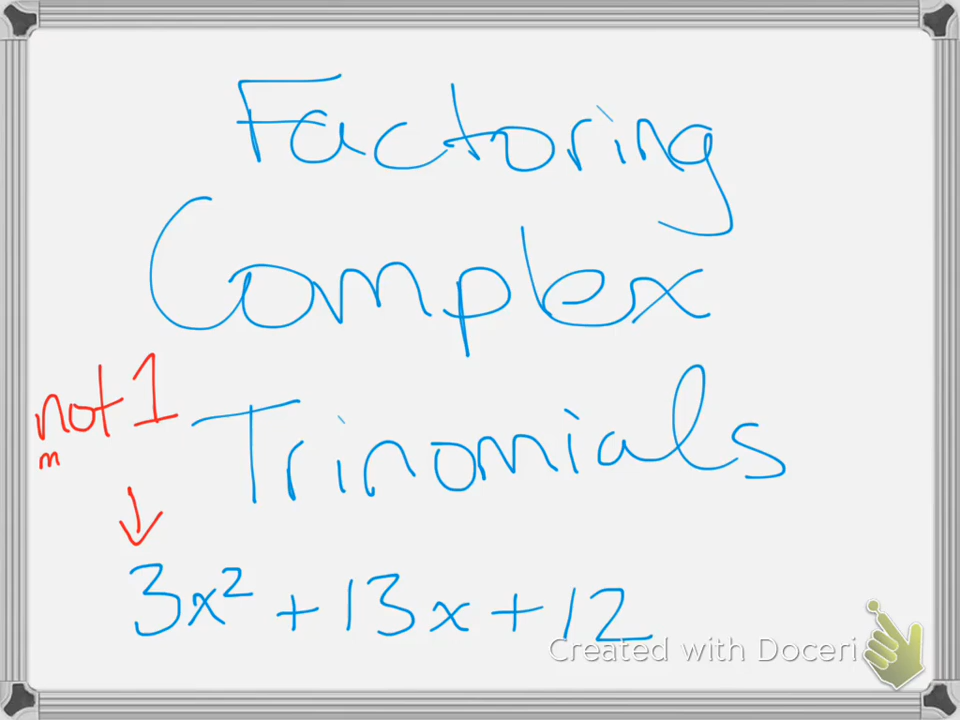 Factoring
Complex
not 1
m
Trinomials
3x² + 13x + 12
Created with Doceri